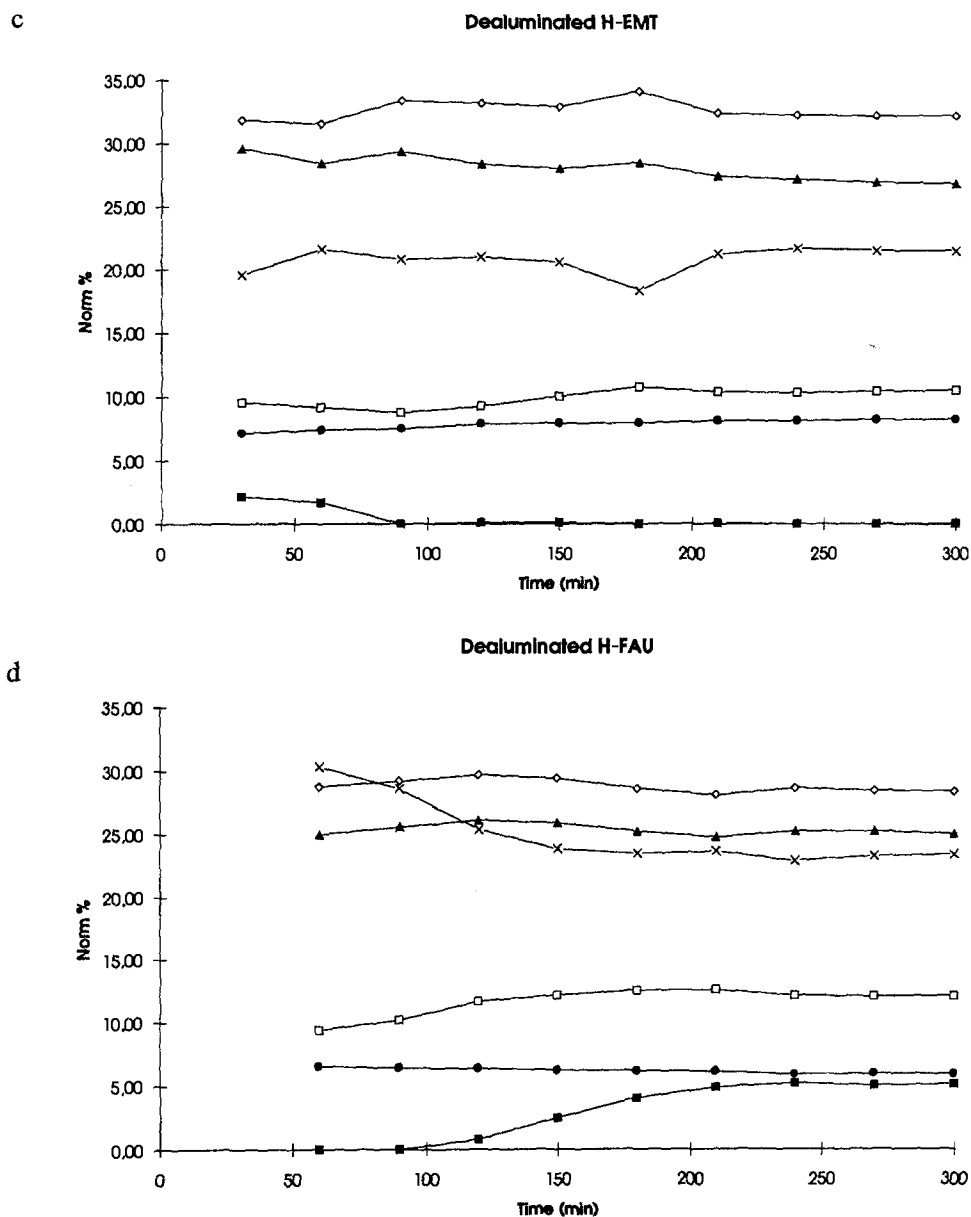 c
Dealuminated H-EMT
35,00
30,00
25,00
20,00
15,00
10,00
5,00
0,00
Norm %
0 50 100 150 200 250 300
Time (min)
Dealuminated H-FAU
d
35,00
30,00
25,00
20,00
15,00
10,00
5,00
0,00
Norm %
0 50 100 150 200 250 300
Time (min)